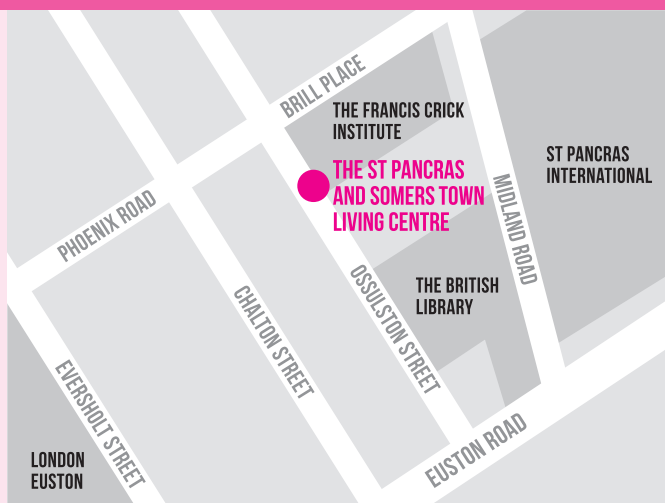 BRILL PLACE
THE FRANCIS CRICK
INSTITUTE
ST PANCRAS
INTERNATIONAL
THE ST PANCRAS
AND SOMERS TOWN
LIVING CENTRE
MIDLAND ROAD
PHOENIX ROAD
OSSULSTON STREET
THE BRITISH
LIBRARY
CHALTON STREET
EVERSHOLT STREET
EUSTON ROAD
LONDON
EUSTON